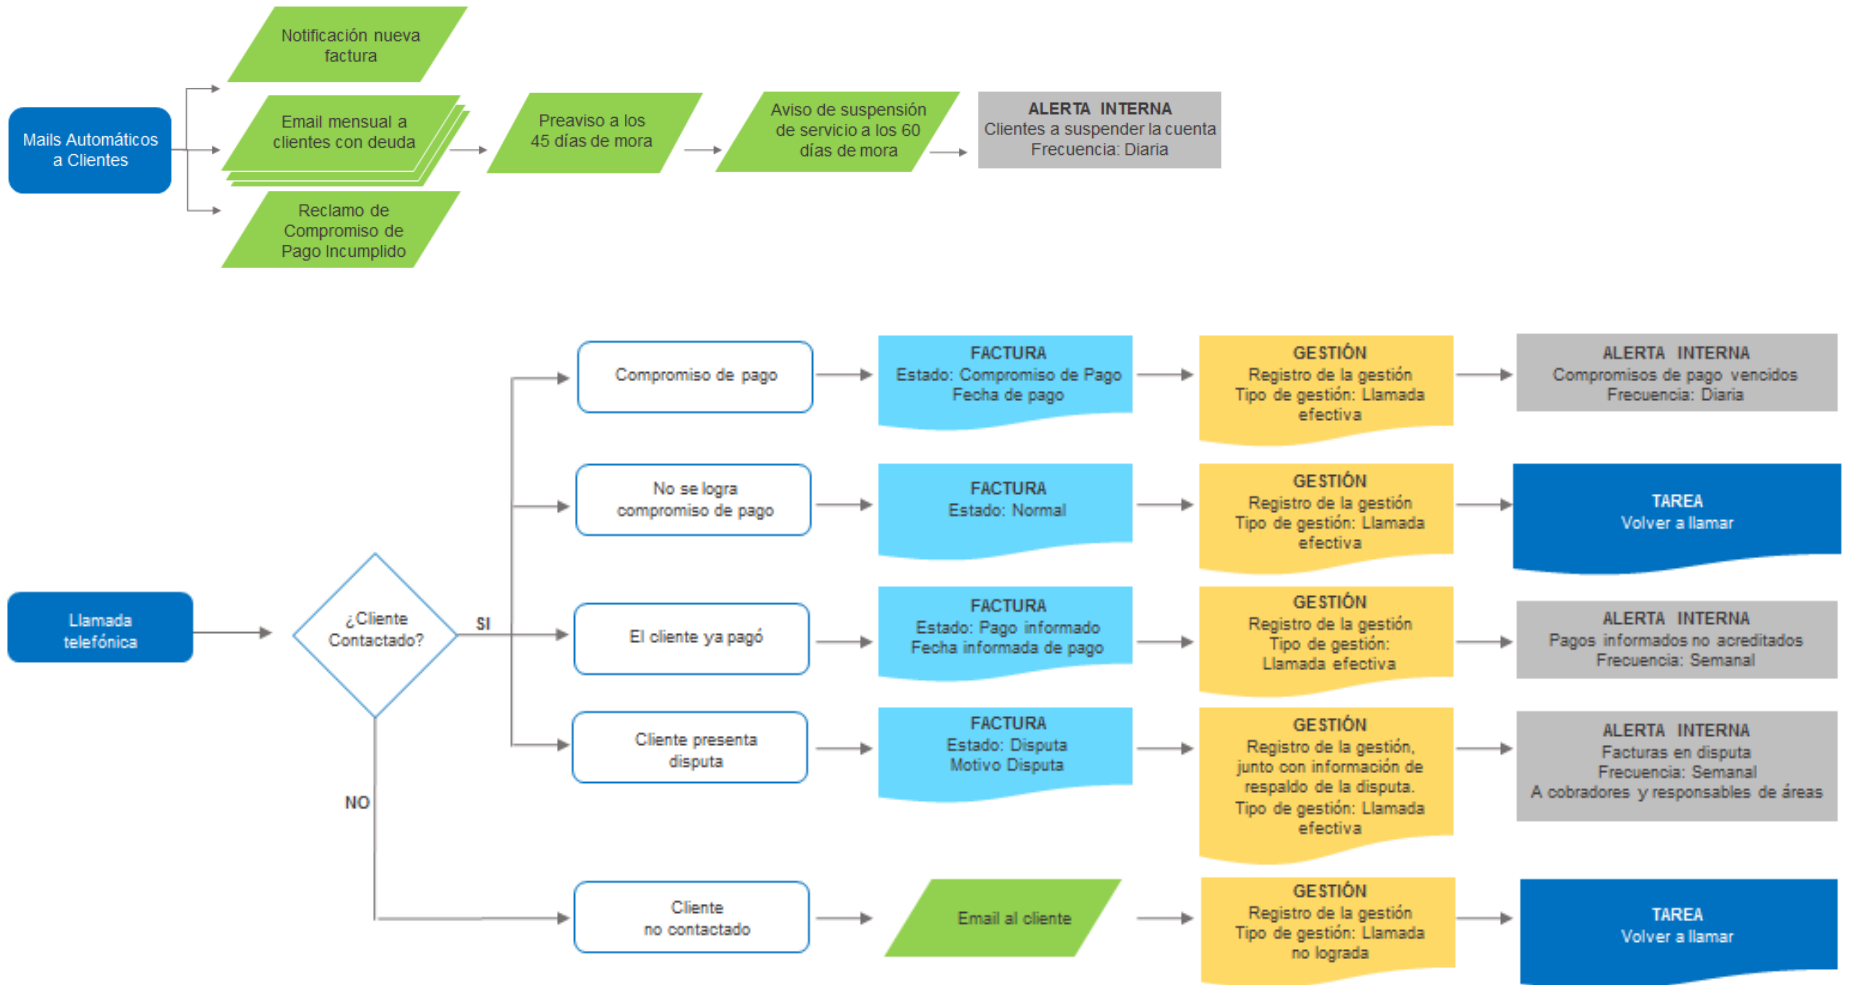 Notificación nueva
factura
Mails Automáticos
a Clientes
Email mensual a
clientes con deuda
Preaviso a los
45 días de mora
Aviso de suspensión
de servicio a los 60
días de mora
ALERTA INTERNA
Clientes a suspender la cuenta
Frecuencia: Diaria
Reclamo de
Compromiso de
Pago Incumplido
Compromiso de pago
FACTURA
Estado: Compromiso de Pago
Fecha de pago
GESTIÓN
Registro de la gestión
Tipo de gestión: Llamada
efectiva
ALERTA INTERNA
Compromisos de pago vencidos
Frecuencia: Diaria
No se logra
compromiso de pago
FACTURA
Estado: Normal
GESTIÓN
Registro de la gestión
Tipo de gestión: Llamada
efectiva
TAREA
Volver a llamar
Llamada
telefónica
¿Cliente
Contactado?
SI
El cliente ya pagó
FACTURA
Estado: Pago informado
Fecha informada de pago
GESTIÓN
Registro de la gestión
Tipo de gestión:
Llamada efectiva
ALERTA INTERNA
Pagos informados no acreditados
Frecuencia: Semanal
Cliente presenta
disputa
FACTURA
Estado: Disputa
Motivo Disputa
GESTIÓN
Registro de la gestión,
junto con información de
respaldo de la disputa.
Tipo de gestión: Llamada
efectiva
ALERTA INTERNA
Facturas en disputa
Frecuencia: Semanal
A cobradores y responsables de áreas
NO
Cliente
no contactado
Email al cliente
GESTIÓN
Registro de la gestión
Tipo de gestión: Llamada
no lograda
TAREA
Volver a llamar